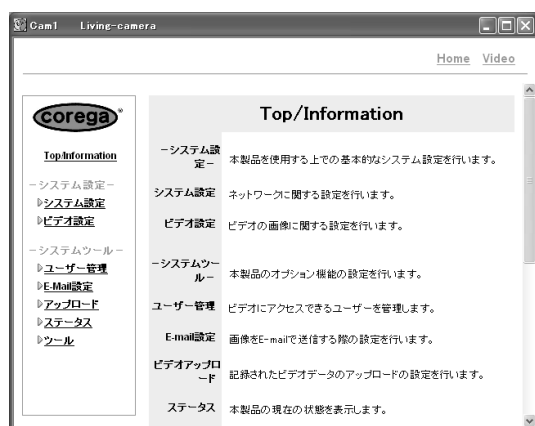 Cam1 Living-camera
Home Video
corega
Top/Information
－システム設定－
システム設定
ビデオ設定
－システムツール－
ユーザー管理
E-Mail設定
アップロード
ステータス
ツール
Top/Information
－システム設定－
本製品を使用する上での基本的なシステム設定を行います。
システム設定
ネットワークに関する設定を行います。
ビデオ設定
ビデオの画像に関する設定を行います。
－システムツール－
本製品のオプション機能の設定を行います。
ユーザー管理
ビデオにアクセスできるユーザーを管理します。
E-mail設定
画像をE-mailで送信する際の設定を行います。
ビデオアップロード
記録されたビデオデータのアップロードの設定を行います。
ステータス
本製品の現在の状態を表示します。